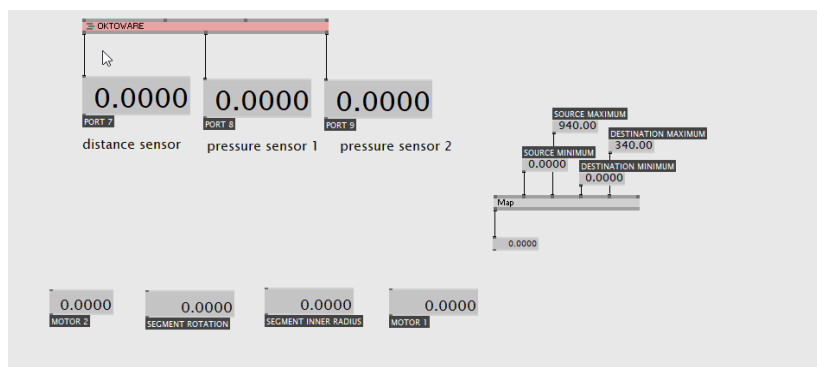 OKTOWARE
0.0000
0.0000
0.0000
PORT 7
PORT 8
PORT 9
distance sensor
pressure sensor 1
pressure sensor 2
SOURCE MAXIMUM
940.00
DESTINATION MAXIMUM
340.00
SOURCE MINIMUM
0.0000
DESTINATION MINIMUM
0.0000
Map
0.0000
0.0000
0.0000
0.0000
0.0000
MOTOR 2
SEGMENT ROTATION
SEGMENT INNER RADIUS
MOTOR 1